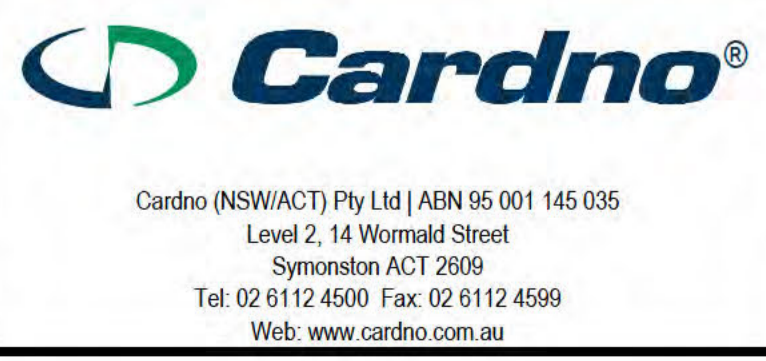 Cardno®
Cardno (NSW/ACT) Pty Ltd | ABN 95 001 145 035
Level 2, 14 Wormald Street
Symonston ACT 2609
Tel: 02 6112 4500 Fax: 02 6112 4599
Web: www.cardno.com.au